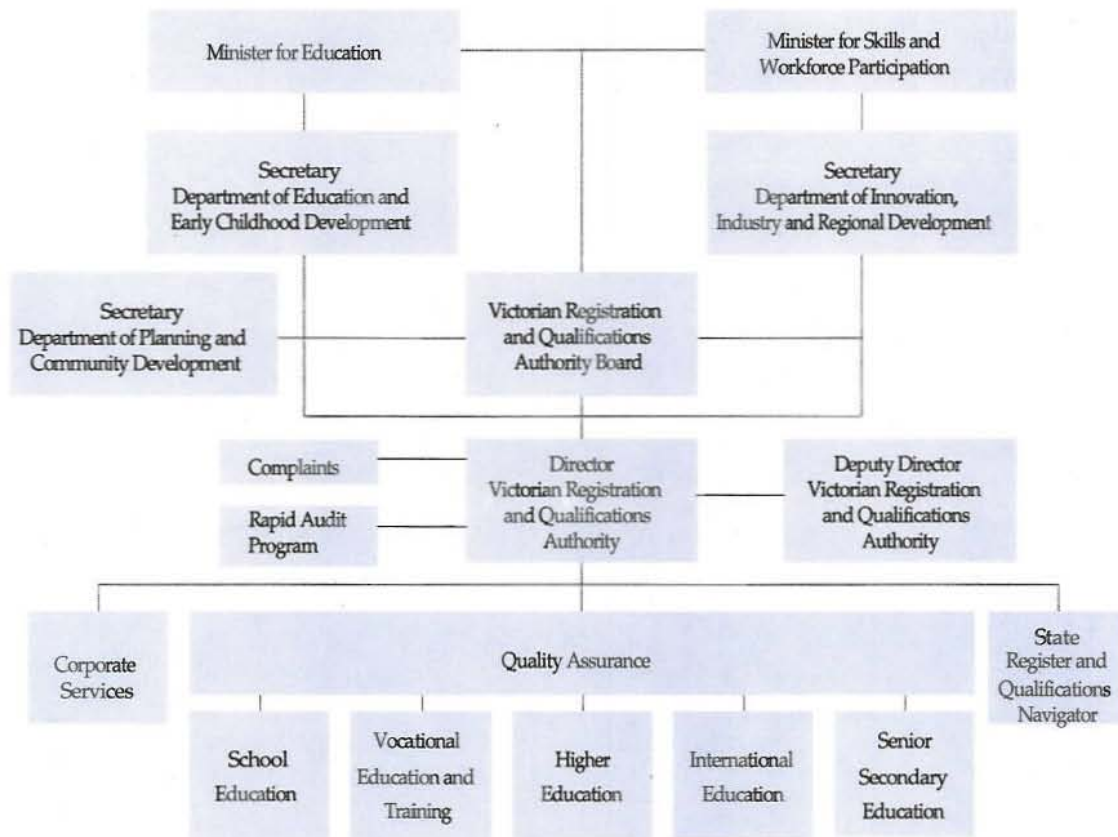 Minister for Education
Minister for Skills and
Workforce Participation
Secretary
Department of Education and
Early Childhood Development
Secretary
Department of Innovation,
Industry and Regional Development
Secretary
Department of Planning and
Community Development
Victorian Registration
and Qualifications
Authority Board
Complaints
Rapid Audit
Program
Director
Victorian Registration
and Qualifications
Authority
Deputy Director
Victorian Registration
and Qualifications
Authority
Corporate
Services
Quality Assurance
State
Register and
Qualifications
Navigator
School
Education
Vocational
Education and
Training
Higher
Education
International
Education
Senior
Secondary
Education